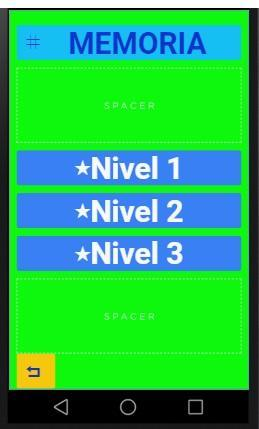 # MEMORIA
SPACER
★Nivel 1
★Nivel 2
★Nivel 3
SPACER